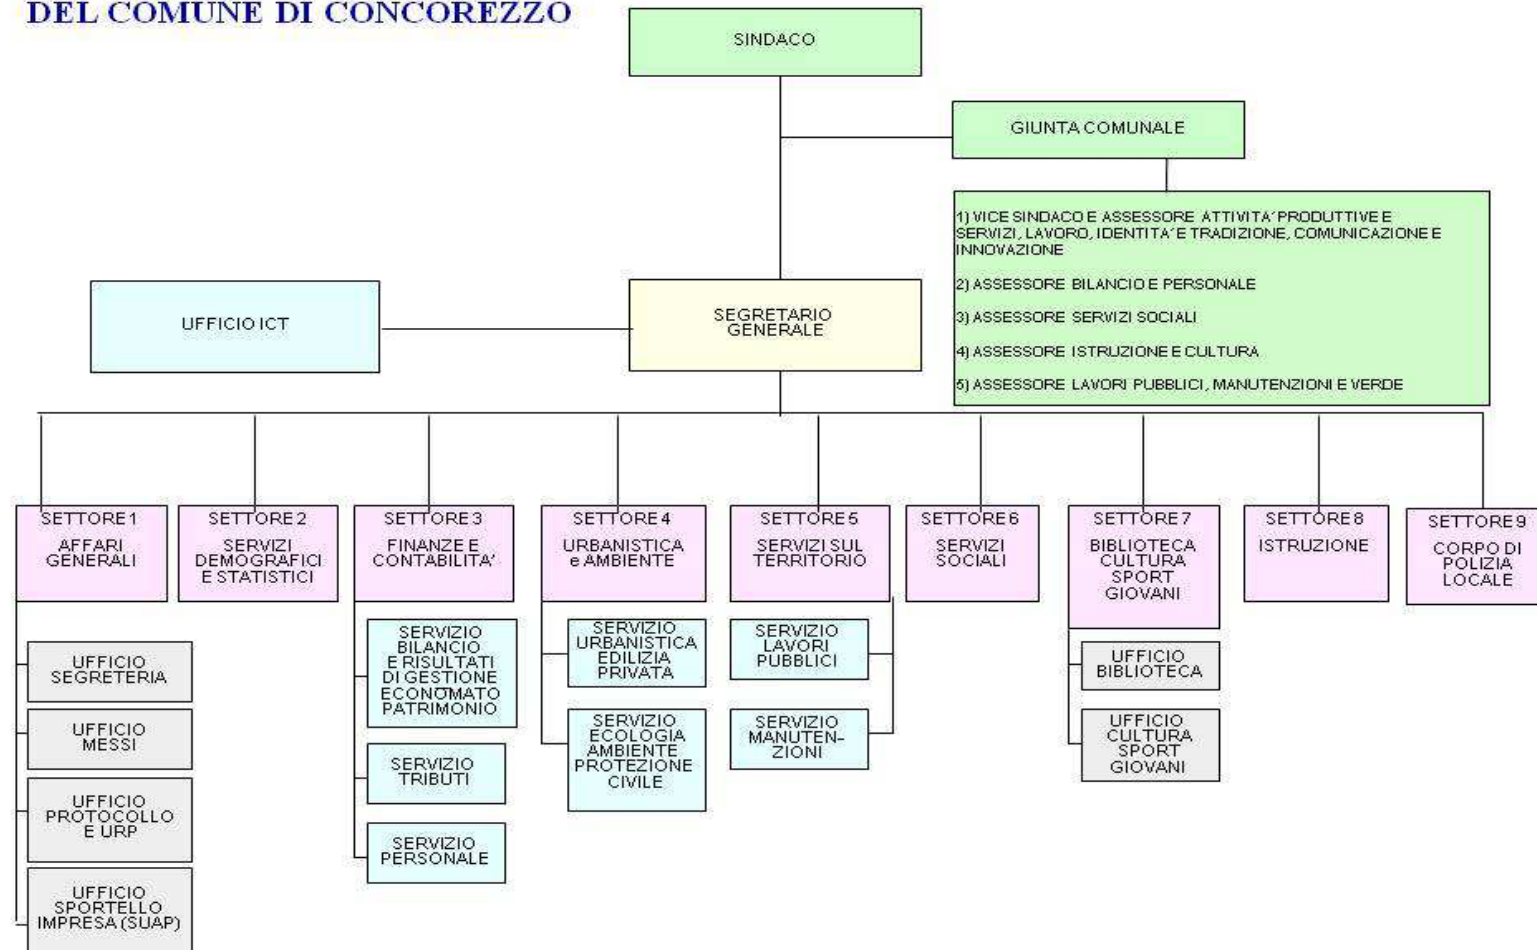 DEL COMUNE DI CONCOREZZO
SINDACO
GIUNTA COMUNALE
1) VICE SINDACO E ASSESSORE ATTIVITA' PRODUTTIVE E
SERVIZI, LAVORO, IDENTITA' E TRADIZIONE, COMUNICAZIONE E
INNOVAZIONE
2) ASSESSORE BILANCIO E PERSONALE
3) ASSESSORE SERVIZI SOCIALI
4) ASSESSORE ISTRUZIONE E CULTURA
5) ASSESSORE LAVORI PUBBLICI, MANUTENZIONI E VERDE
UFFICIO ICT
SEGRETARIO
GENERALE
SETTORE 1
AFFARI
GENERALI
UFFICIO
SEGRETERIA
UFFICIO
MESSI
UFFICIO
PROTOCOLLO
E URP
UFFICIO
SPORTELLO
IMPRESA (SUAP)
SETTORE 2
SERVIZI
DEMOGRAFICI
E STATISTICI
SETTORE 3
FINANZE E
CONTABILITA'
SERVIZIO
BILANCIO
E RISULTATI
DI GESTIONE
ECONOMATO
PATRIMONIO
SERVIZIO
TRIBUTI
SERVIZIO
PERSONALE
SETTORE 4
URBANISTICA
e AMBIENTE
SERVIZIO
URBANISTICA
EDILIZIA
PRIVATA
SERVIZIO
ECOLOGIA
AMBIENTE
PROTEZIONE
CIVILE
SETTORE 5
SERVIZI SUL
TERRITORIO
SERVIZIO
LAVORI
PUBBLICI
SERVIZIO
MANUTEN-
ZIONI
SETTORE 6
SERVIZI
SOCIALI
SETTORE 7
BIBLIOTECA
CULTURA
SPORT
GIOVANI
UFFICIO
BIBLIOTECA
UFFICIO
CULTURA
SPORT
GIOVANI
SETTORE 8
ISTRUZIONE
SETTORE 9
CORPO DI
POLIZIA
LOCALE